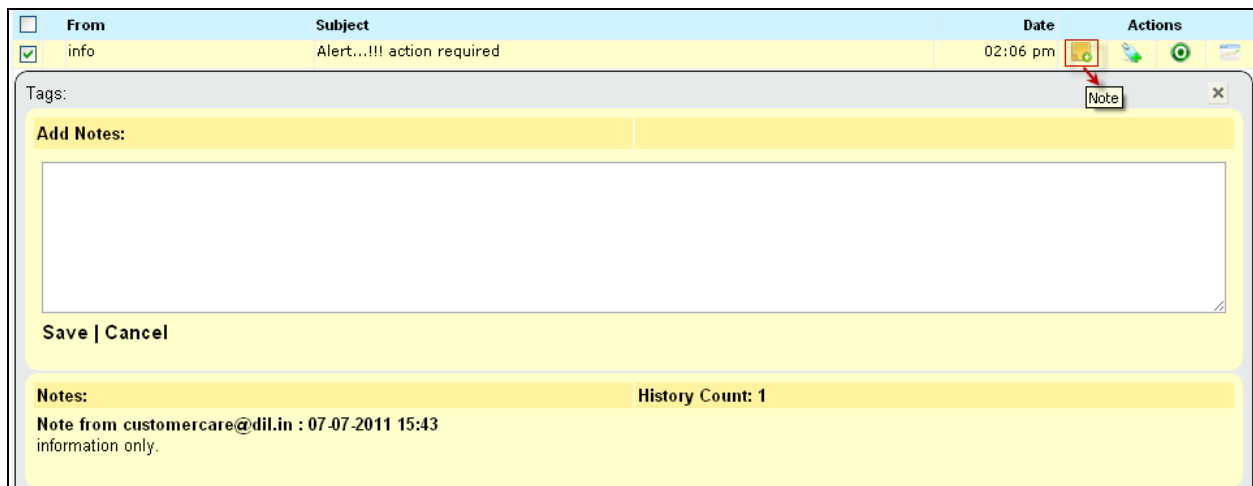 From Subject Date Actions
info Alert...!!! action required 02:06 pm
Tags: Note
Add Notes:
Save | Cancel
Notes: History Count: 1
Note from customercare@dil.in : 07-07-2011 15:43
information only.